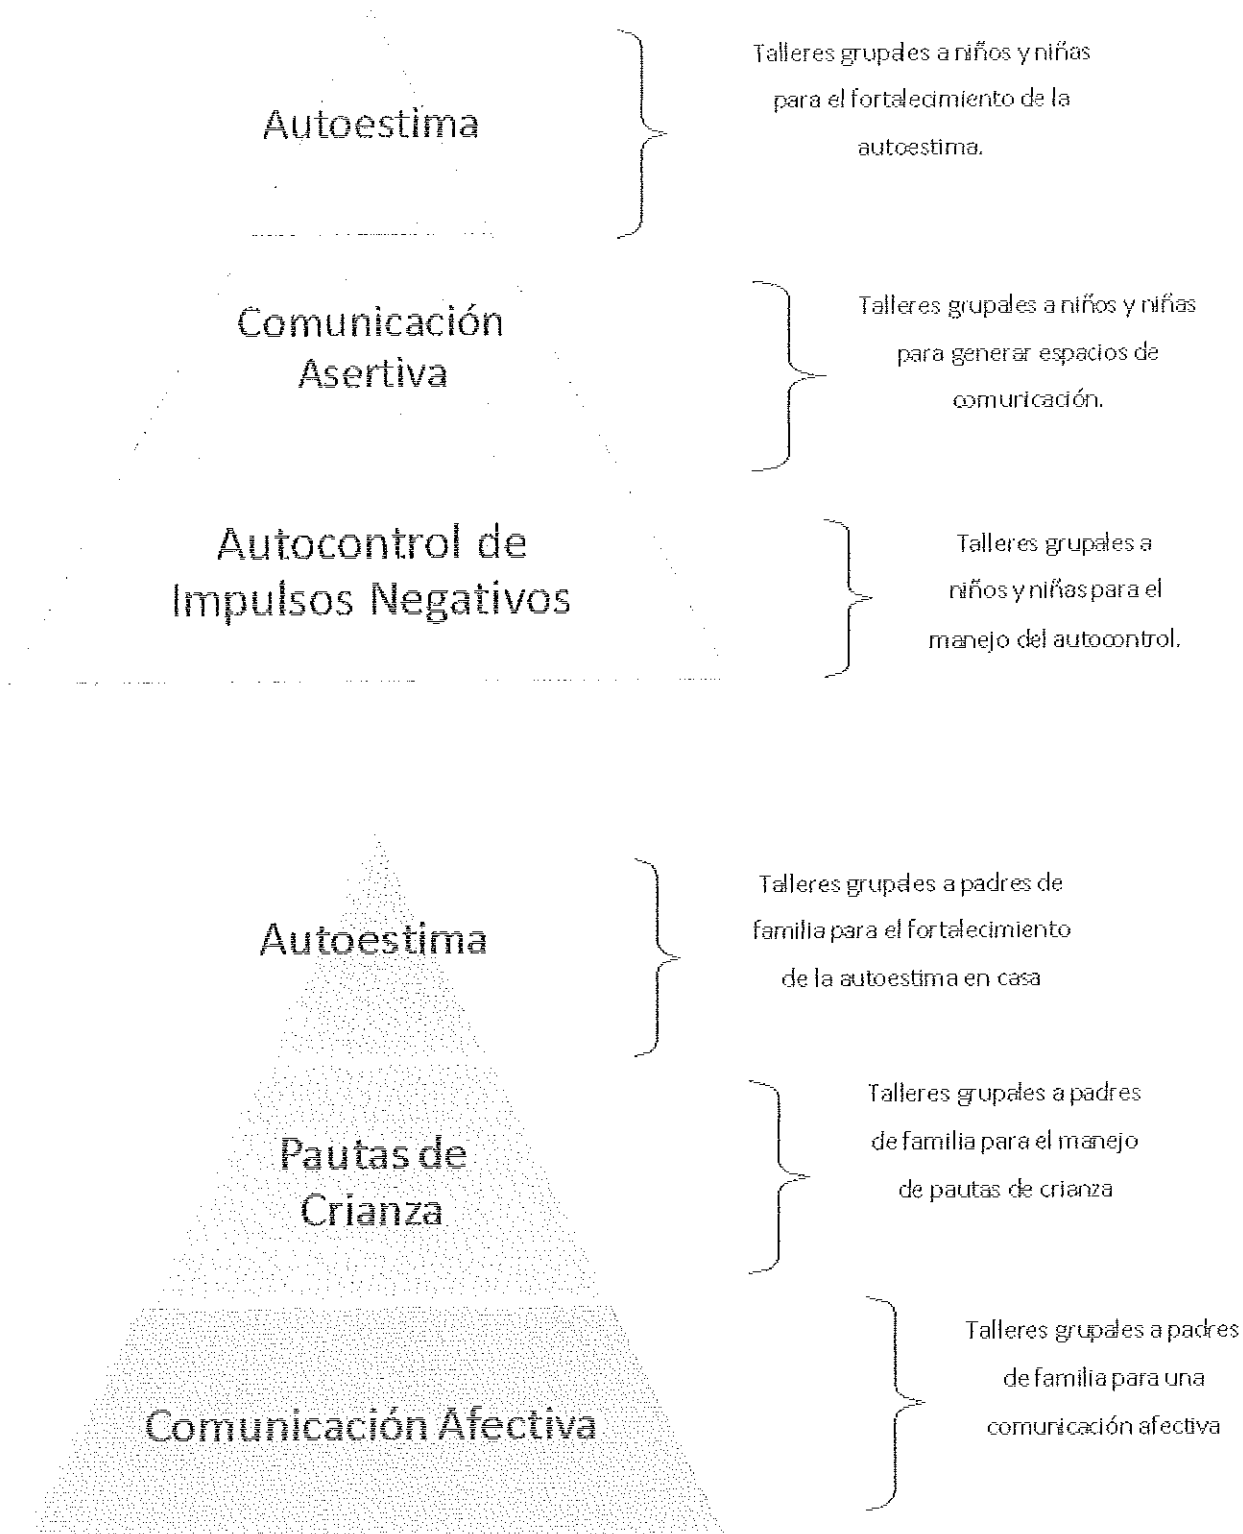 Autoestima
Talleres grupales a niños y niñas
para el fortalecimiento de la
autoestima.
Comunicación
Asertiva
Talleres grupales a niños y niñas
para generar espacios de
comunicación.
Autocontrol de
Impulsos Negativos
Talleres grupales a
niños y niñas para el
manejo del autocontrol.
Autoestima
Talleres grupales a padres de
familia para el fortalecimiento
de la autoestima en casa
Pautas de
Crianza
Talleres grupales a padres
de familia para el manejo
de pautas de crianza
Comunicación Afectiva
Talleres grupales a padres
de familia para una
comunicación afectiva